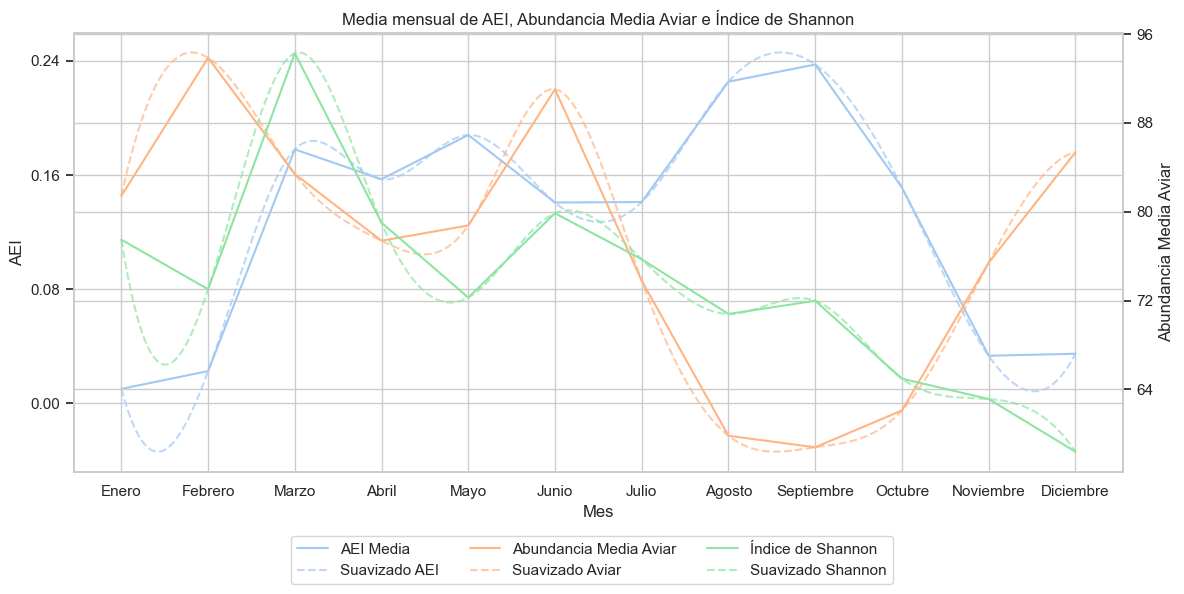 Media mensual de AEI, Abundancia Media Aviar e Índice de Shannon
AEI
0.24
0.16
0.08
0.00
96
88
80
72
64
Abundancia Media Aviar
Enero Febrero Marzo Abril Mayo Junio Julio Agosto Septiembre Octubre Noviembre Diciembre
Mes
AEI Media Abundancia Media Aviar Índice de Shannon
Suavizado AEI Suavizado Aviar Suavizado Shannon